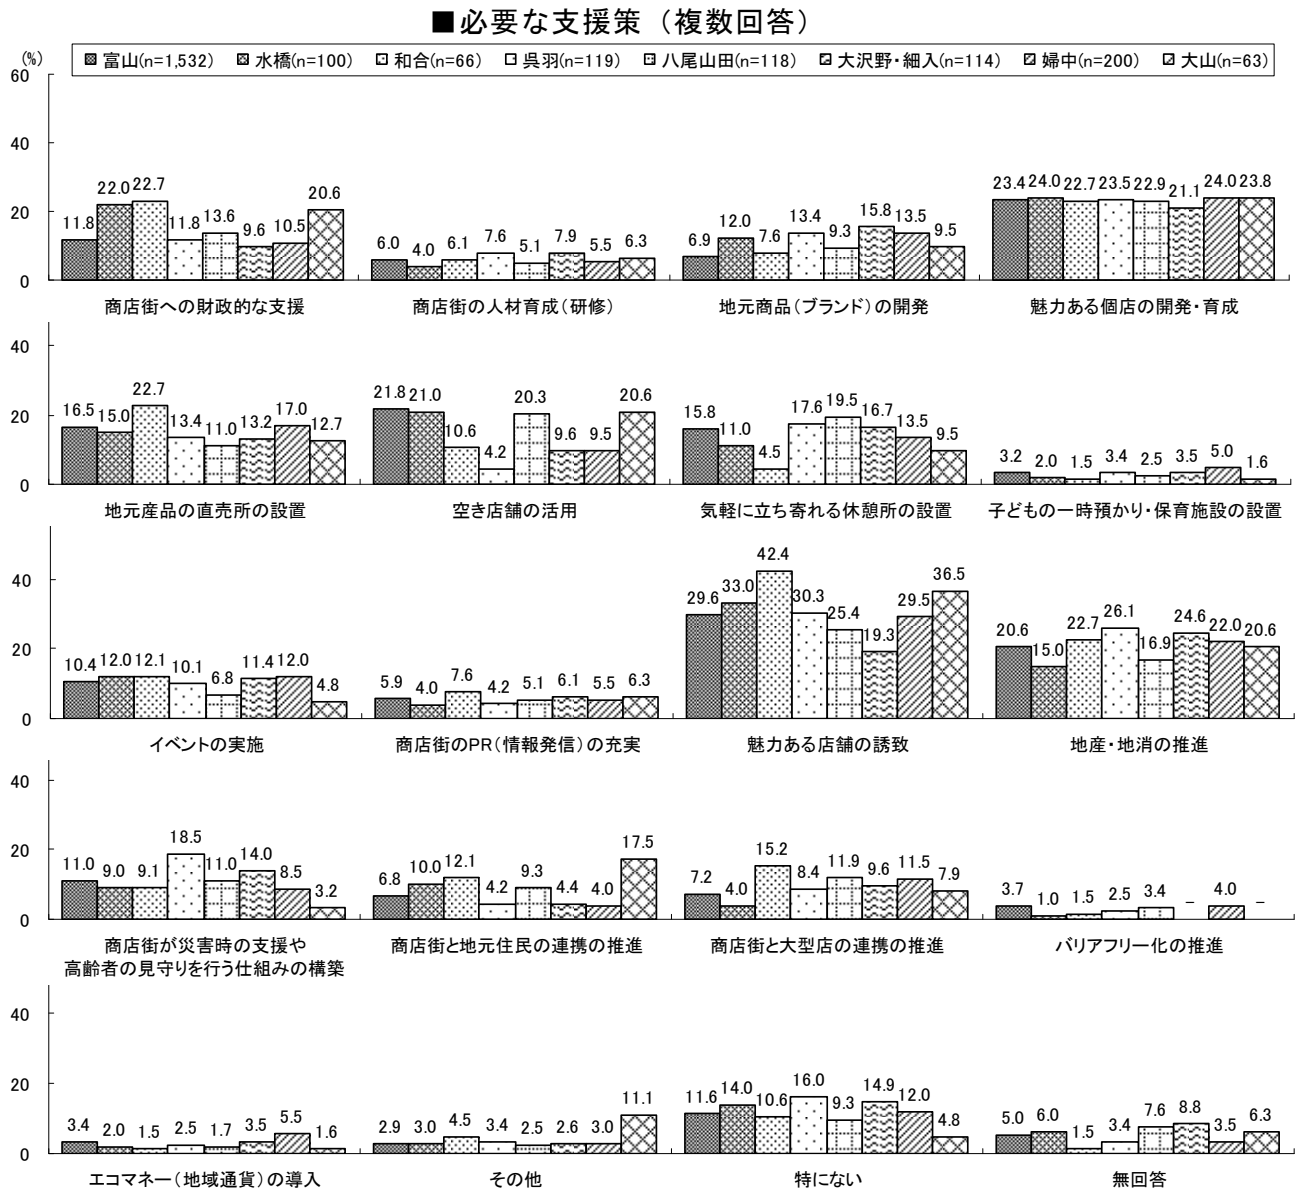 ■必要な支援策（複数回答）
(%)
富山(n=1,532) 水橋(n=100) 和合(n=66) 呉羽(n=119) 八尾山田(n=118) 大沢野・細入(n=114) 婦中(n=200) 大山(n=63)
60
40
20
0
11.8 22.0 22.7 11.8 13.6 9.6 10.5 20.6
6.0 4.0 6.1 7.6 5.1 7.9 5.5 6.3
6.9 12.0 7.6 13.4 9.3 15.8 13.5 9.5
23.4 24.0 22.7 23.5 22.9 21.1 24.0 23.8
商店街への財政的な支援 商店街の人材育成（研修） 地元商品（ブランド）の開発 魅力ある個店の開発・育成
40
20
0
16.5 15.0 22.7 13.4 11.0 13.2 17.0 12.7
21.8 21.0 10.6 4.2 20.3 9.6 9.5 20.6
15.8 11.0 4.5 17.6 19.5 16.7 13.5 9.5
3.2 2.0 1.5 3.4 2.5 3.5 5.0 1.6
地元産品の直売所の設置 空き店舗の活用 気軽に立ち寄れる休憩所の設置 子どもの一時預かり・保育施設の設置
40
20
0
10.4 12.0 12.1 10.1 6.8 11.4 12.0 4.8
5.9 4.0 7.6 4.2 5.1 6.1 5.5 6.3
29.6 33.0 42.4 30.3 25.4 19.3 29.5 36.5
20.6 15.0 22.7 26.1 16.9 24.6 22.0 20.6
イベントの実施 商店街のPR（情報発信）の充実 魅力ある店舗の誘致 地産・地消の推進
40
20
0
11.0 9.0 9.1 18.5 11.0 14.0 8.5 3.2
6.8 10.0 12.1 4.2 9.3 4.4 4.0 17.5
7.2 4.0 15.2 8.4 11.9 9.6 11.5 7.9
3.7 1.0 1.5 2.5 3.4 － 4.0 －
商店街が災害時の支援や
高齢者の見守りを行う仕組みの構築
商店街と地元住民の連携の推進 商店街と大型店の連携の推進 バリアフリー化の推進
40
20
0
3.4 2.0 1.5 2.5 1.7 3.5 5.5 1.6
2.9 3.0 4.5 3.4 2.5 2.6 3.0 11.1
11.6 14.0 10.6 16.0 9.3 14.9 12.0 4.8
5.0 6.0 1.5 3.4 7.6 8.8 3.5 6.3
エコマネー（地域通貨）の導入 その他 特にない 無回答